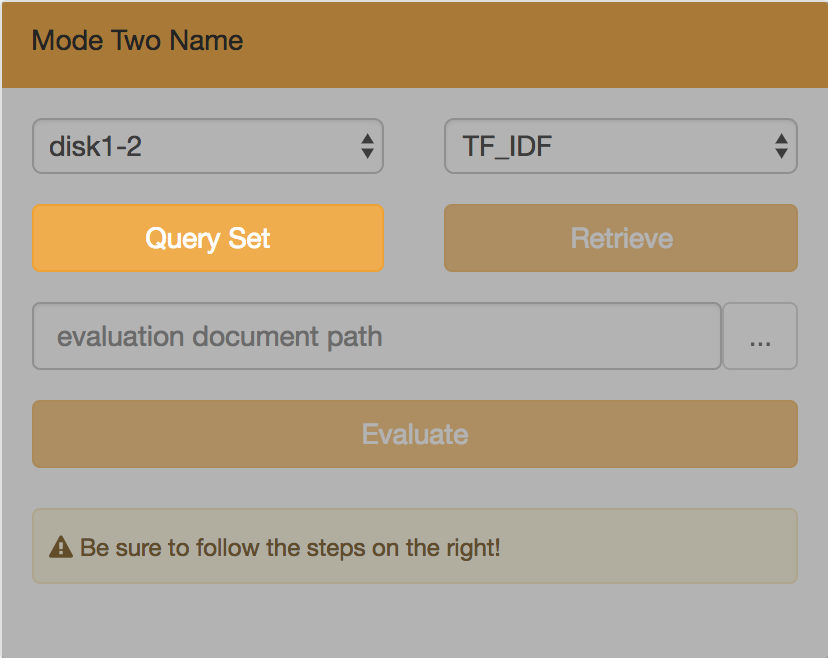 Mode Two Name
disk1-2 TF_IDF
Query Set Retrieve
evaluation document path ...
Evaluate
Be sure to follow the steps on the right!